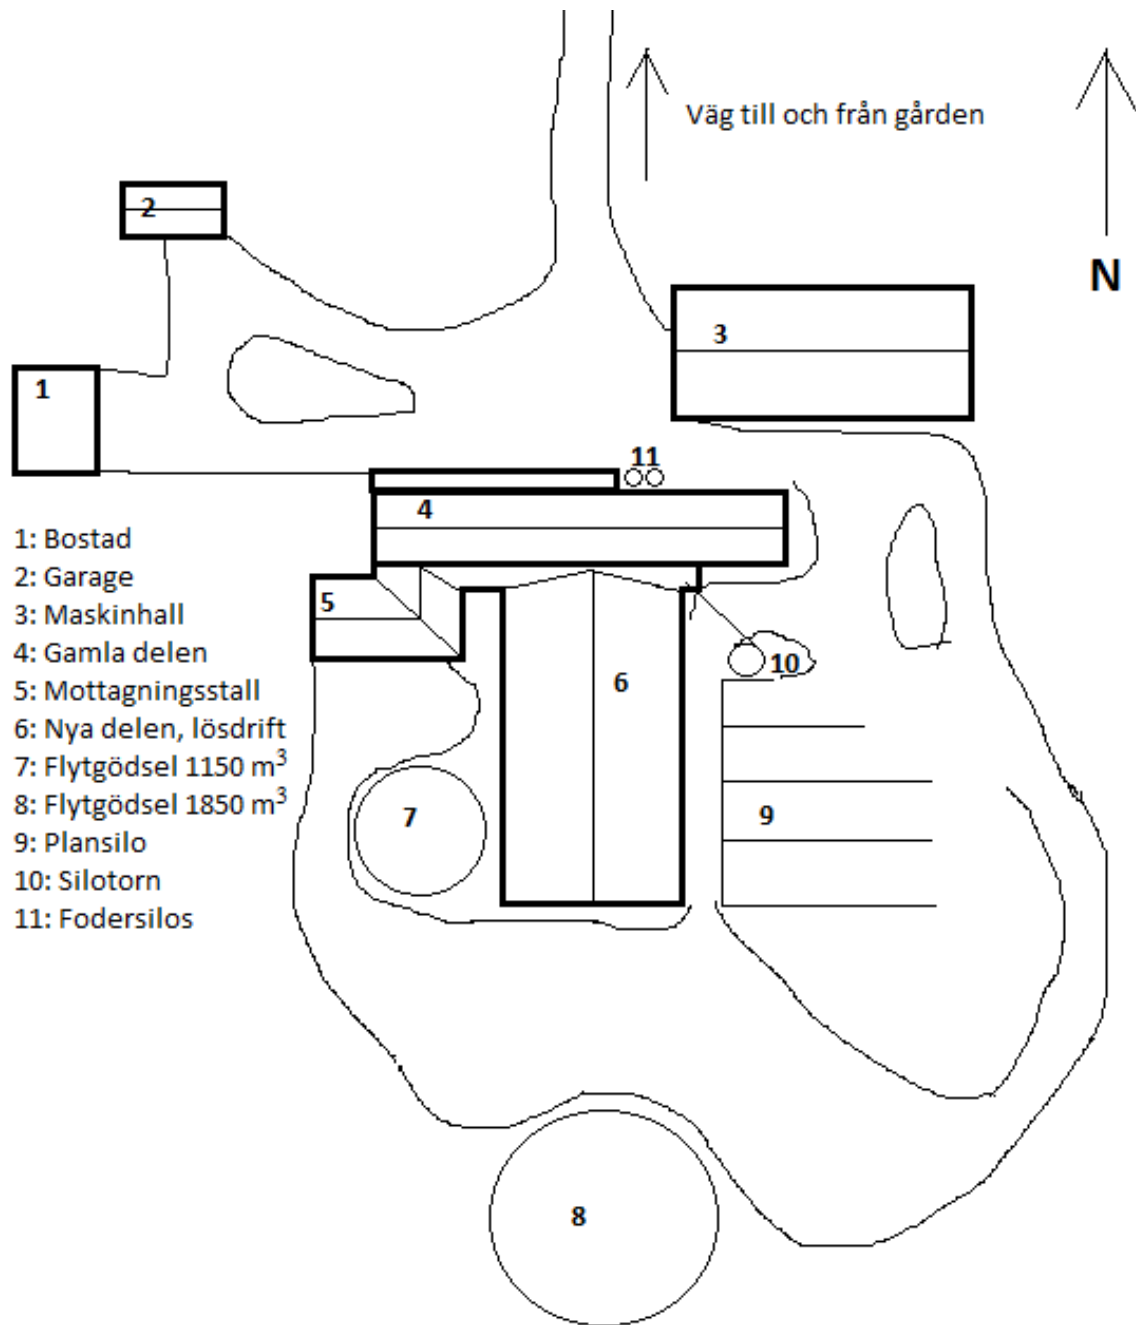 Väg till och från gården
N
2
3
1
11
4
5
10
6
7
9
8
1: Bostad
2: Garage
3: Maskinhall
4: Gamla delen
5: Mottagningsstall
6: Nya delen, lösdrift
7: Flytgödsel 1150 m³
8: Flytgödsel 1850 m³
9: Plansilo
10: Silotorn
11: Fodersilos